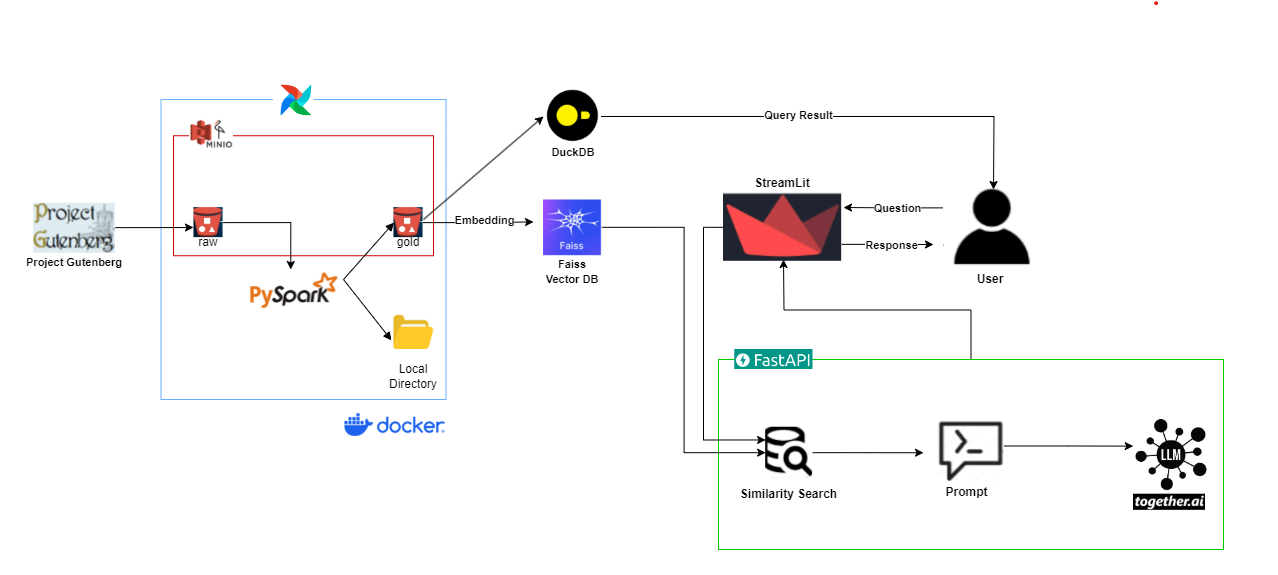 Project
Gutenberg
Project Gutenberg
MINIO
raw
gold
PySpark
Local
Directory
docker
DuckDB
Query Result
Embedding
Faiss
Faiss
Vector DB
StreamLit
Question
Response
User
FastAPI
Similarity Search
Prompt
LLM
together.ai